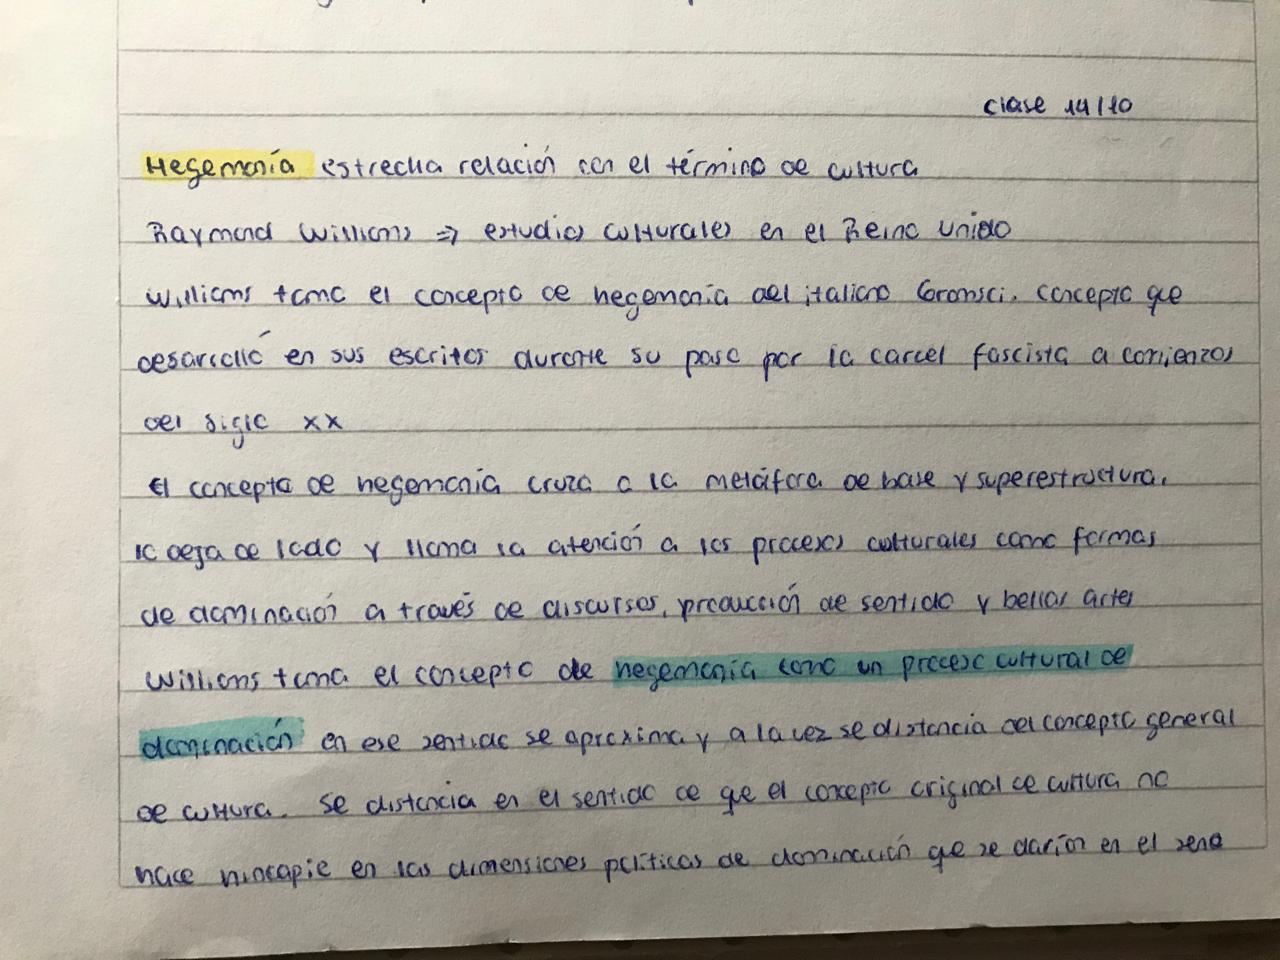 clase 14/10
Hegemonía estrecha relación con el término de cultura
Raymond Williams => estudios culturales en el Reino Unido
Williams toma el concepto de hegemonía del italiano Gramsci, concepto que
desarrolló en sus escritos durante su paso por la carcel fascista a comienzos
del siglo XX
El concepto de hegemonía cruza a la metáfora de base y superestructura,
lo deja de lado y llama la atención a los procesos culturales como formas
de dominación a través de discursos, producción de sentido y bellas artes
Williams toma el concepto de hegemonía como un proceso cultural de
dominación en ese sentido se aproxima y a la vez se distancia del concepto general
de cultura. Se distancia en el sentido de que el concepto original de cultura no
hace hincapie en las dimensiones políticas de dominación que se darían en el seno